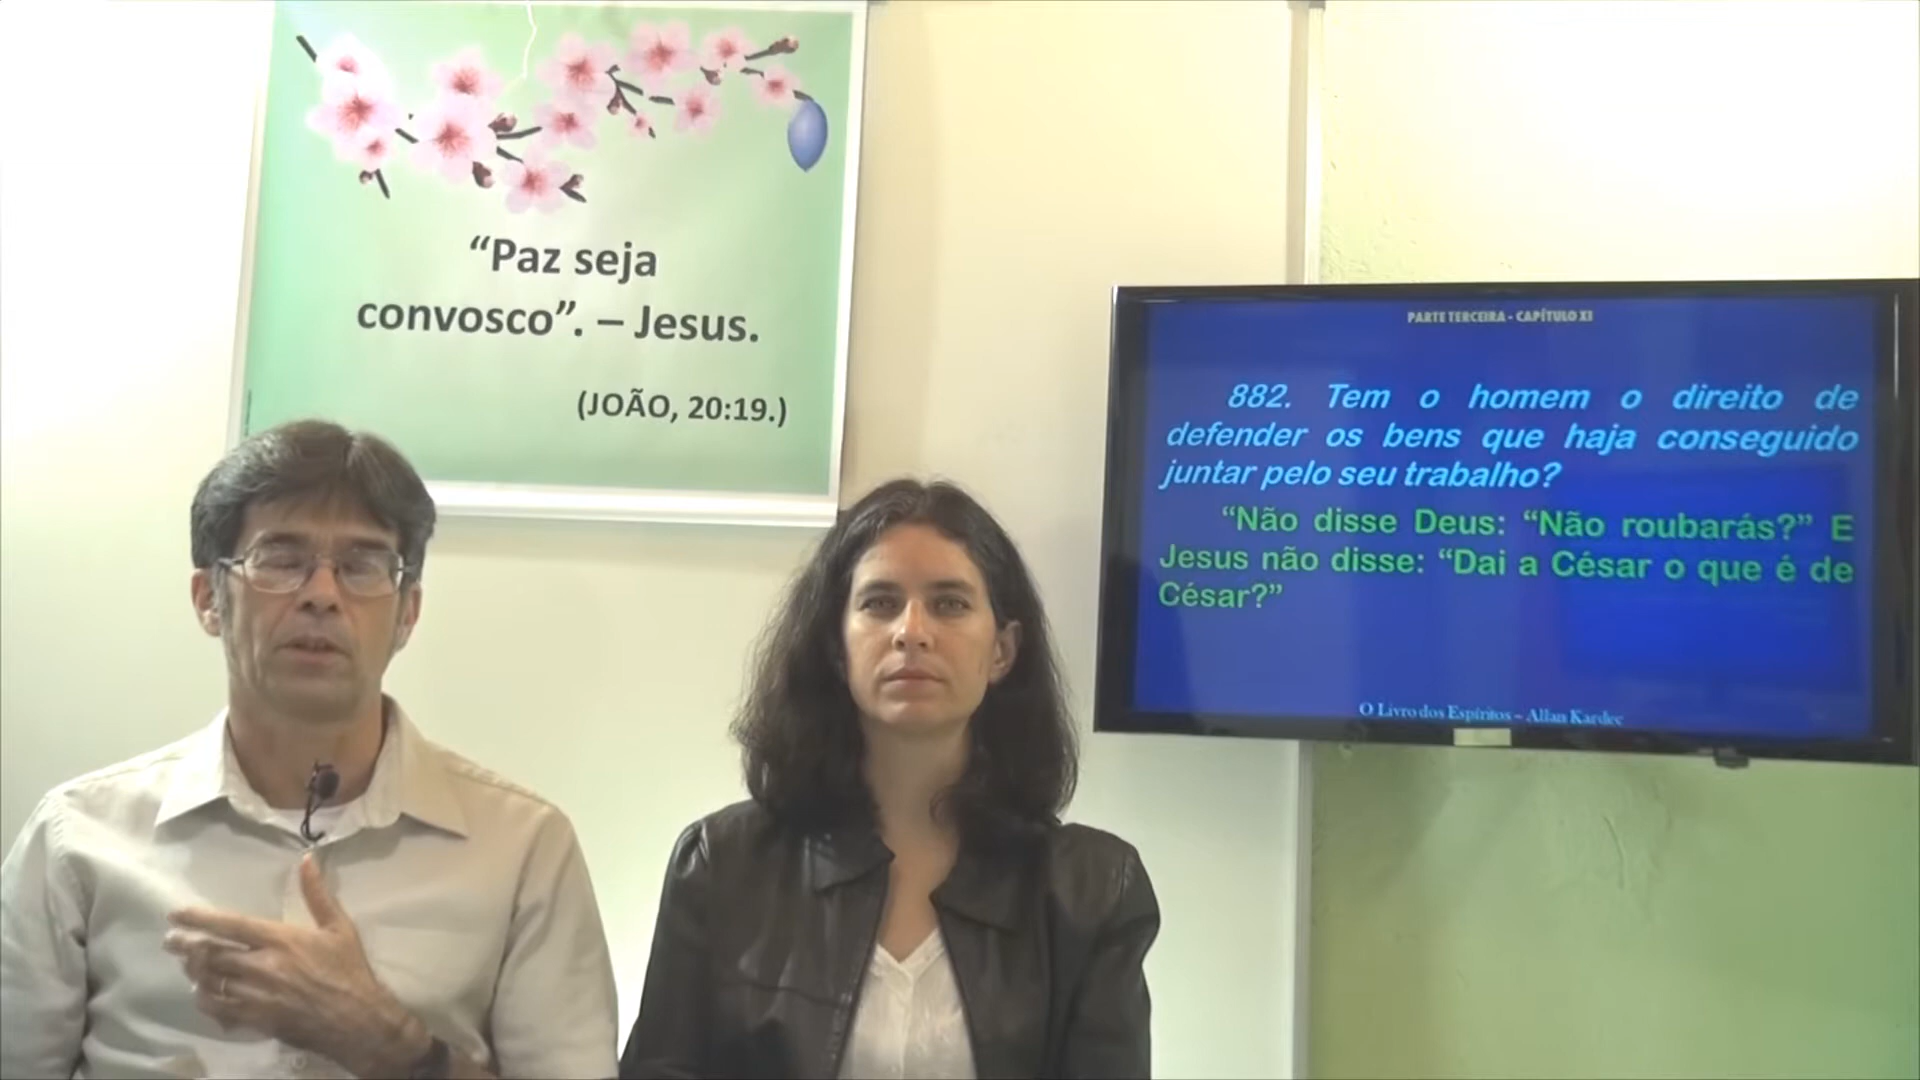 “Paz seja
convosco”. – Jesus.
(JOÃO, 20:19.)
PARTE TERCEIRA - CAPÍTULO XI
882. Tem o homem o direito de
defender os bens que haja conseguido
juntar pelo seu trabalho?
“Não disse Deus: “Não roubarás?” E
Jesus não disse: “Dai a César o que é de
César?”
O Livro dos Espíritos – Allan Kardec